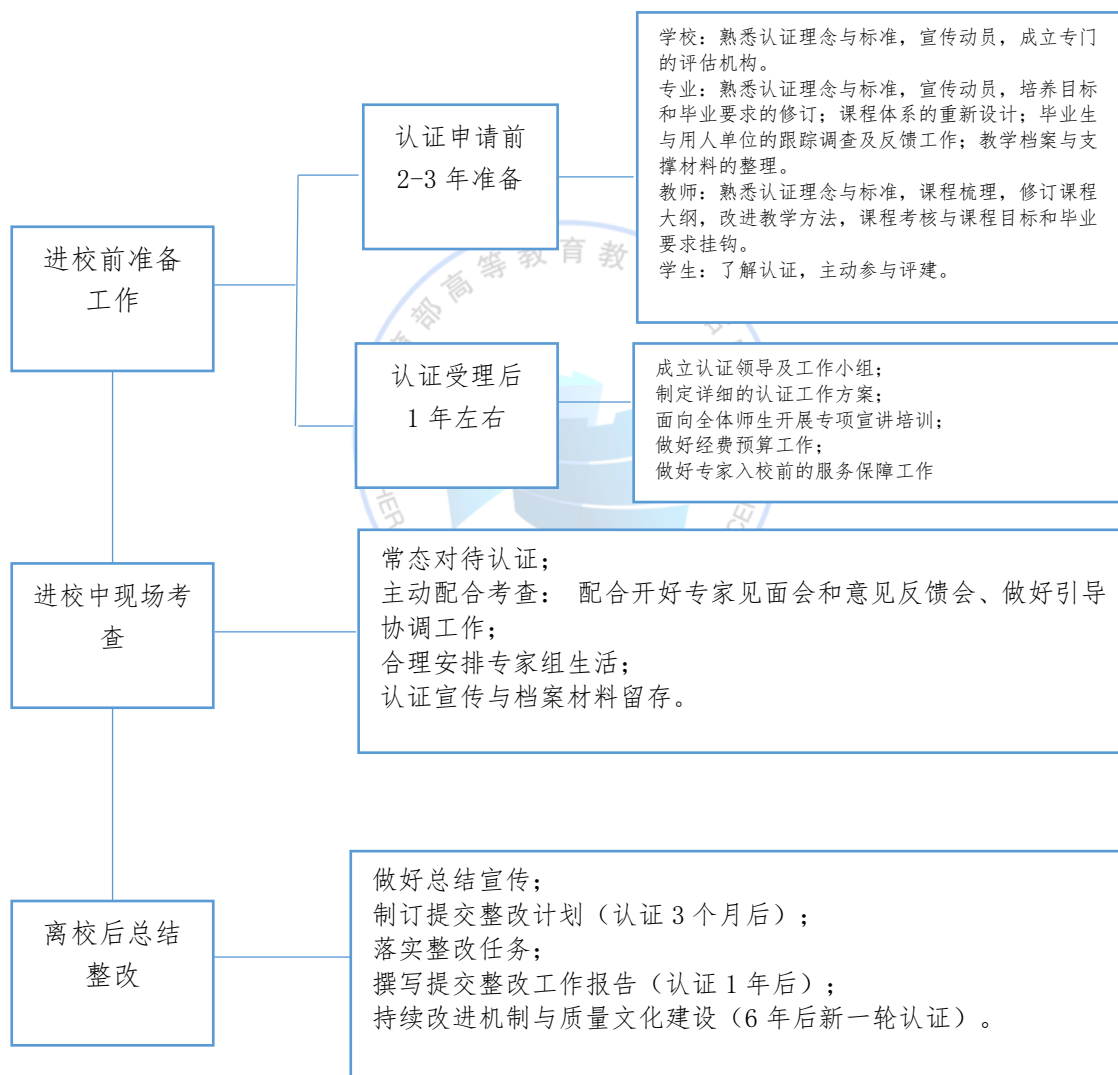 学校：熟悉认证理念与标准，宣传动员，成立专门
的评估机构。
专业：熟悉认证理念与标准，宣传动员，培养目标
和毕业要求的修订；课程体系的重新设计；毕业生
与用人单位的跟踪调查及反馈工作；教学档案与支
撑材料的整理。
教师：熟悉认证理念与标准，课程梳理，修订课程
大纲，改进教学方法，课程考核与课程目标和毕业
要求挂钩。
学生：了解认证，主动参与评建。
认证申请前
2-3 年准备
进校前准备
工作
部高等教育教
认证受理后
1 年左右
成立认证领导及工作小组；
制定详细的认证工作方案；
面向全体师生开展专项宣讲培训；
做好经费预算工作；
做好专家入校前的服务保障工作
HER
CEN
进校中现场考
查
常态对待认证；
主动配合考查： 配合开好专家见面会和意见反馈会、做好引导
协调工作；
合理安排专家组生活；
认证宣传与档案材料留存。
离校后总结
整改
做好总结宣传；
制订提交整改计划（认证 3 个月后）；
落实整改任务；
撰写提交整改工作报告（认证 1 年后）；
持续改进机制与质量文化建设（6 年后新一轮认证）。